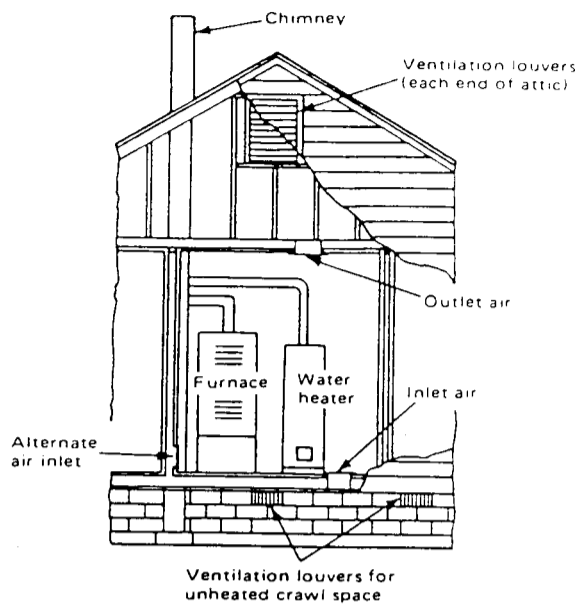 Chimney
Ventilation louvers
(each end of attic)
Outlet air
Furnace
Water
heater
Inlet air
Alternate
air inlet
Ventilation louvers for
unheated crawl space